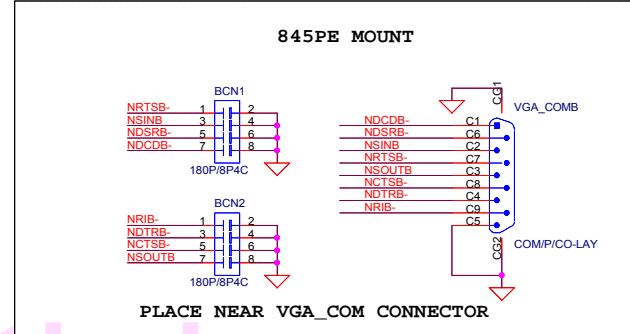 845PE MOUNT
BCN1
NRTSB- 1 2
NSINB 3 4
NDSRB- 5 6
NDCDB- 7 8
180P/8P4C
BCN2
NRIB- 1 2
NDTRB- 3 4
NCTSB- 5 6
NSOUTB 7 8
180P/8P4C
CG1
VGA_COMB
NDCDB- C1
NDSRB- C6
NSINB C2
NRTSB- C7
NSOUTB C3
NCTSB- C8
NDTRB- C4
NRIB- C9
C5
CG2
COM/P/CO-LAY
PLACE NEAR VGA_COM CONNECTOR